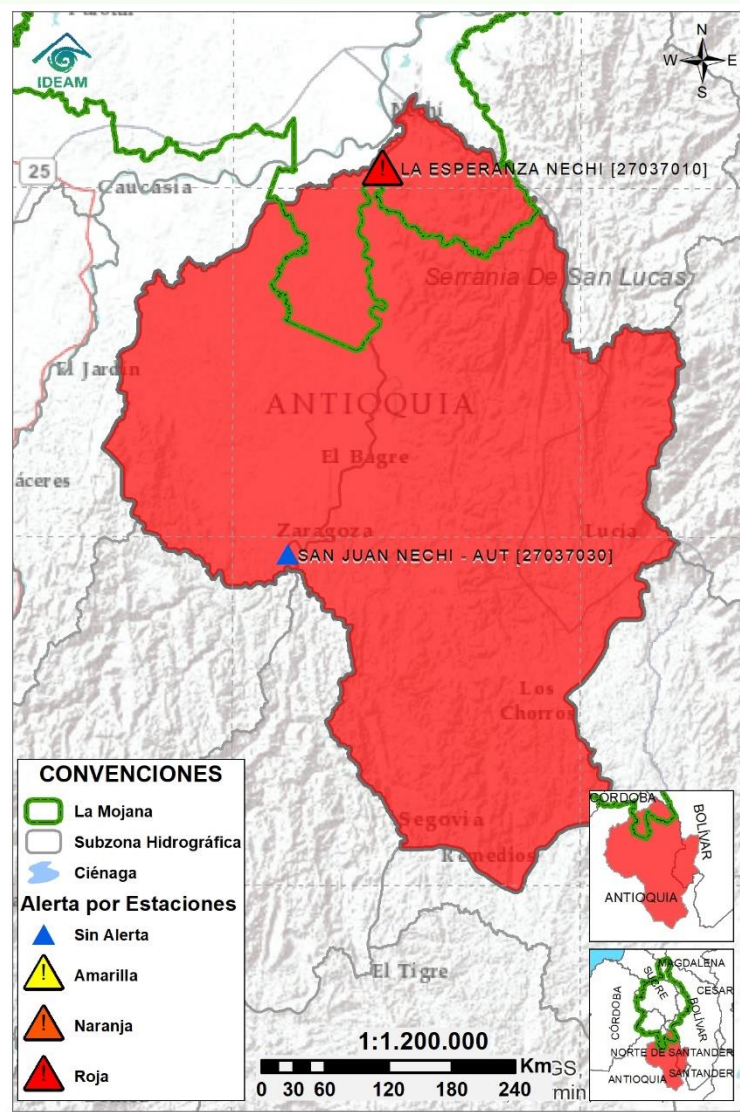 IDEAM
N
W E
S
Nechí
25
LA ESPERANZA NECHI [27037010]
Caucasia
Serranía De San Lucas
El Jardín
ANTIOQUIA
El Bagre
áceres
Zaragoza
Lucía
SAN JUAN NECHI - AUT [27037030]
Los
Chorros
Segovia
Remedios
El Tigre
CONVENCIONES
La Mojana
Subzona Hidrográfica
Ciénaga
Alerta por Estaciones
Sin Alerta
Amarilla
Naranja
Roja
1:1.200.000
Km
GS,
min
0 30 60 120 180 240
CÓRDOBA
BOLÍVAR
ANTIOQUIA
MAGDALENA
SUCRE
CESAR
CÓRDOBA
BOLÍVAR
NORTE DE SANTANDER
SANTANDER
ANTIOQUIA